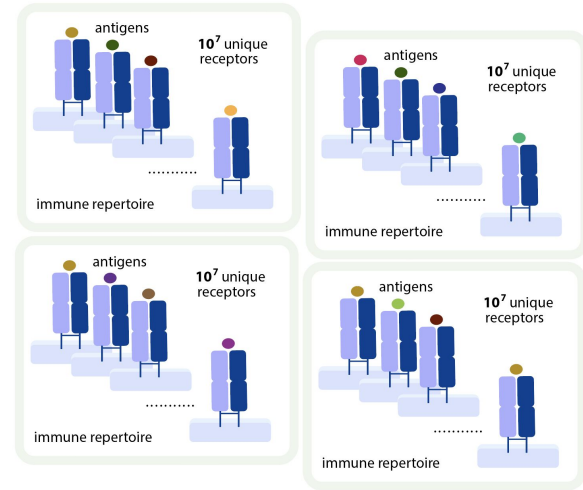 antigens
10⁷ unique
receptors
immune repertoire
antigens
10⁷ unique
receptors
immune repertoire
antigens
10⁷ unique
receptors
immune repertoire
antigens
10⁷ unique
receptors
immune repertoire